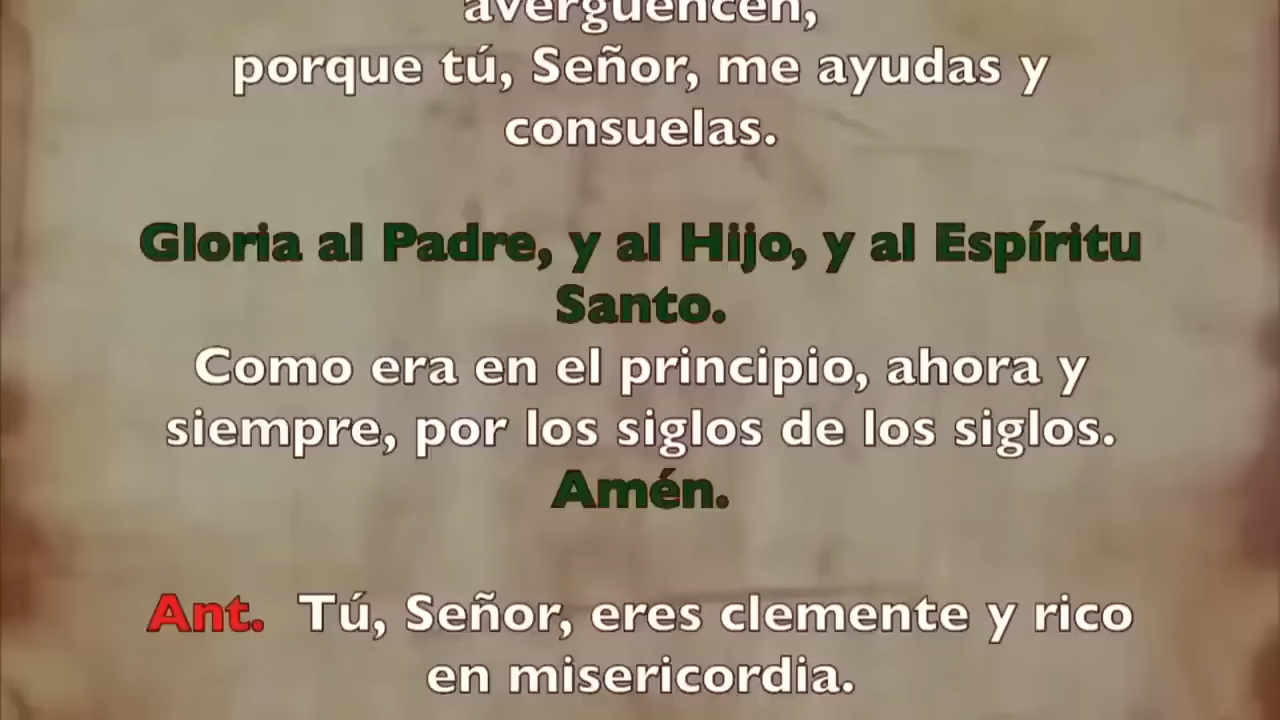 avergüencen,
porque tú, Señor, me ayudas y
consuelas.
Gloria al Padre, y al Hijo, y al Espíritu
Santo.
Como era en el principio, ahora y
siempre, por los siglos de los siglos.
Amén.
Ant. Tú, Señor, eres clemente y rico
en misericordia.